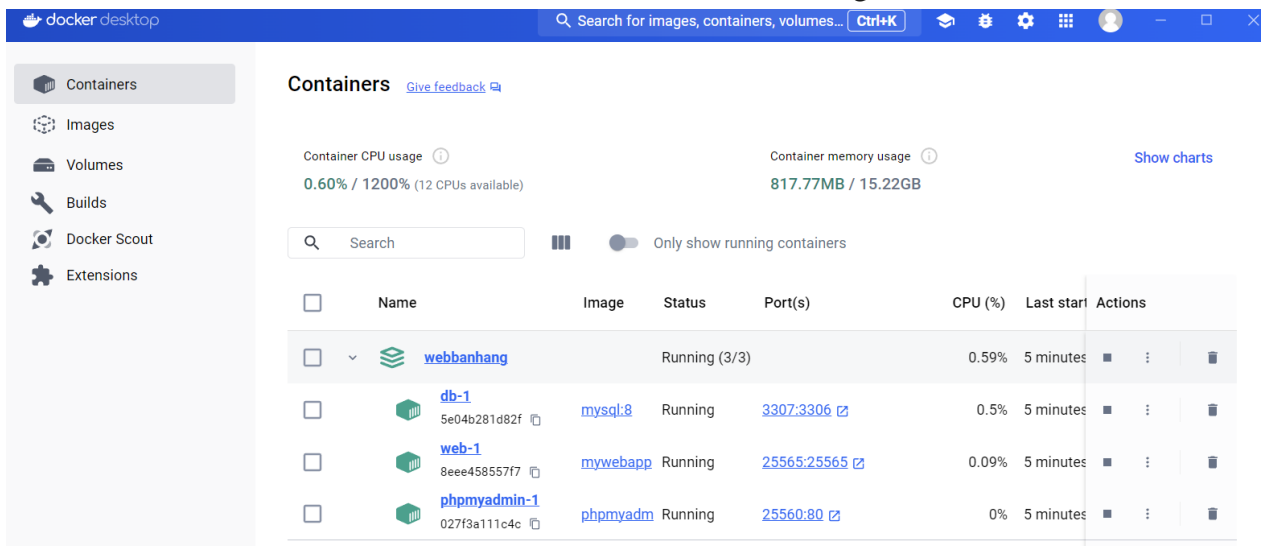 docker desktop Search for images, containers, volumes... Ctrl+K
Containers
Images
Volumes
Builds
Docker Scout
Extensions
Containers Give feedback
Container CPU usage
0.60% / 1200% (12 CPUs available)
Container memory usage
817.77MB / 15.22GB
Show charts
Search Only show running containers
Name Image Status Port(s) CPU (%) Last start Actions
webbanhang Running (3/3) 0.59% 5 minutes
db-1 mysql:8 Running 3307:3306 0.5% 5 minutes
5e04b281d82f
web-1 mywebapp Running 25565:25565 0.09% 5 minutes
8eee458557f7
phpmyadmin-1 phpmyadm Running 25560:80 0% 5 minutes
027f3a111c4c